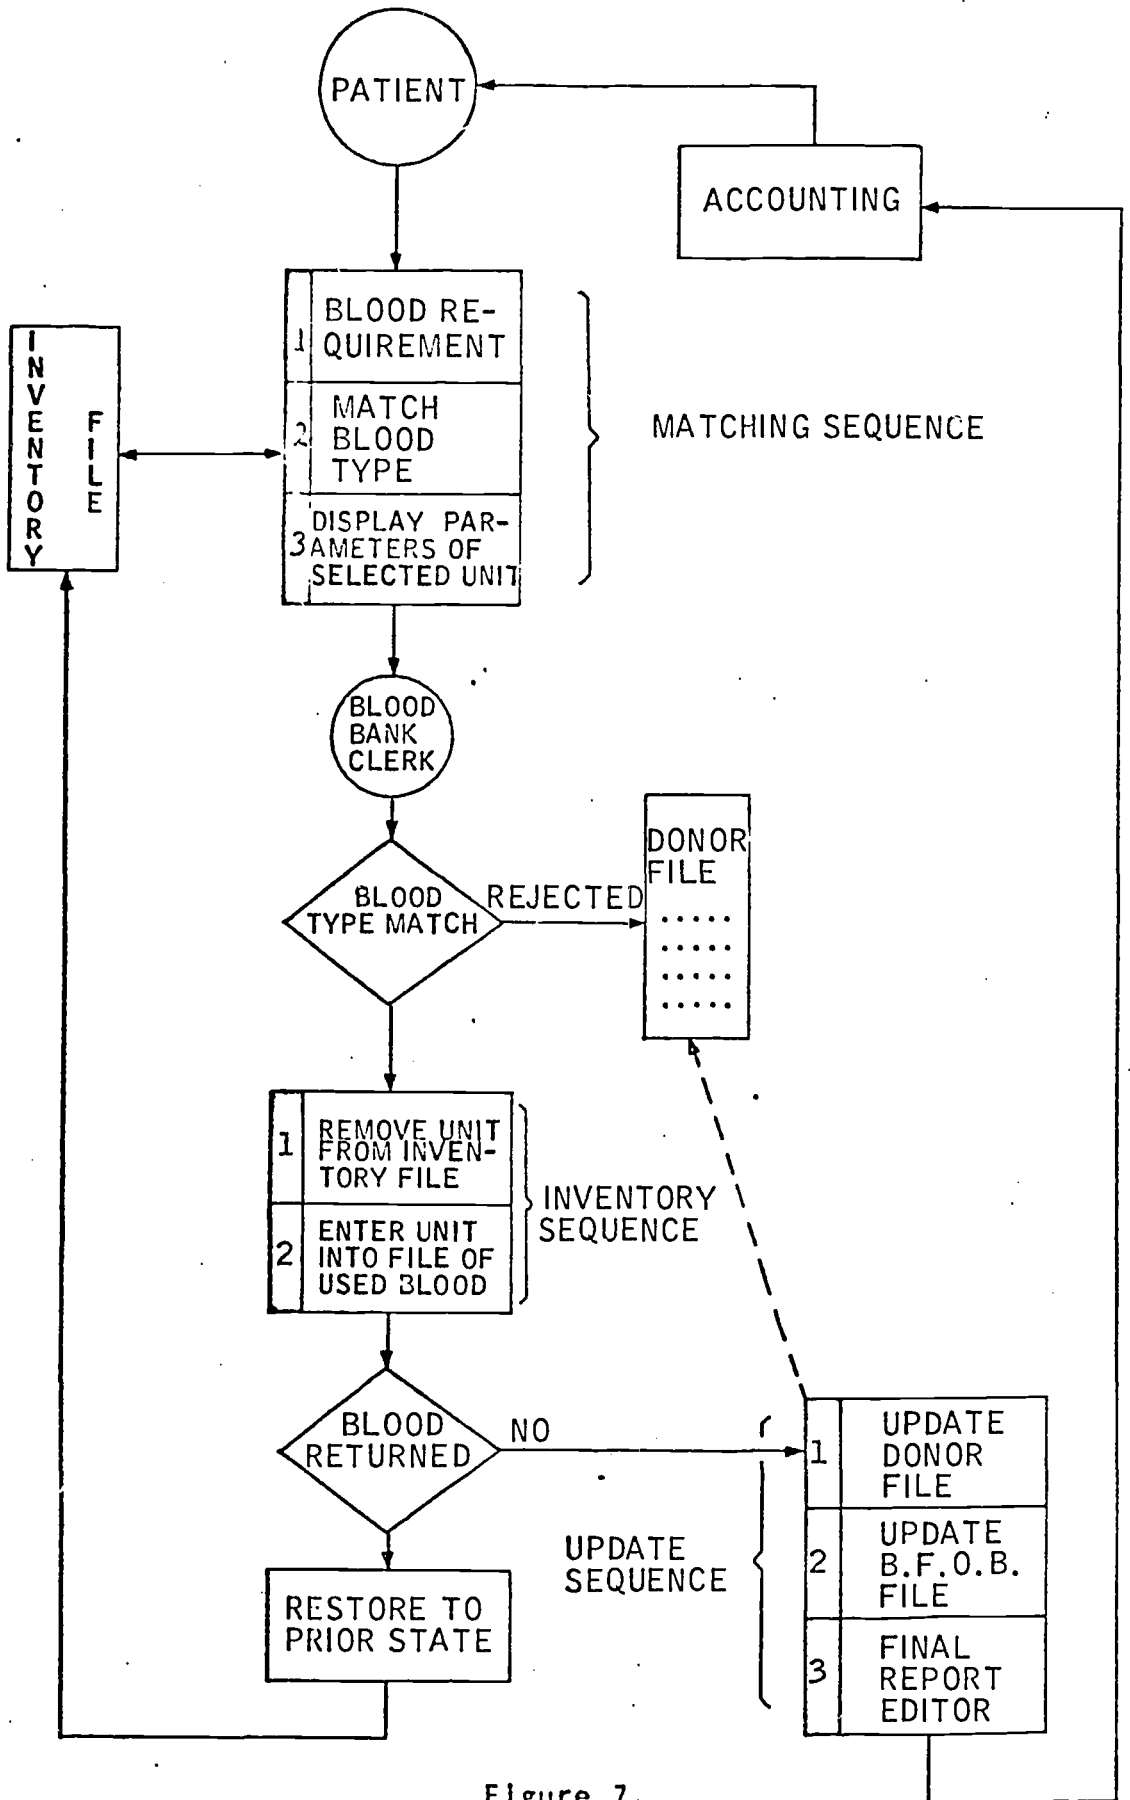 PATIENT
ACCOUNTING
1
BLOOD RE-
QUIREMENT
2
MATCH
BLOOD
TYPE
3
DISPLAY PAR-
AMETERS OF
SELECTED UNIT
MATCHING SEQUENCE
INVENTORY
FILE
BLOOD
BANK
CLERK
BLOOD
TYPE MATCH
REJECTED
DONOR
FILE
1
REMOVE UNIT
FROM INVEN-
TORY FILE
2
ENTER UNIT
INTO FILE OF
USED BLOOD
INVENTORY
SEQUENCE
BLOOD
RETURNED
NO
RESTORE TO
PRIOR STATE
UPDATE
SEQUENCE
1
UPDATE
DONOR
FILE
2
UPDATE
B.F.O.B.
FILE
3
FINAL
REPORT
EDITOR
Figure 7.